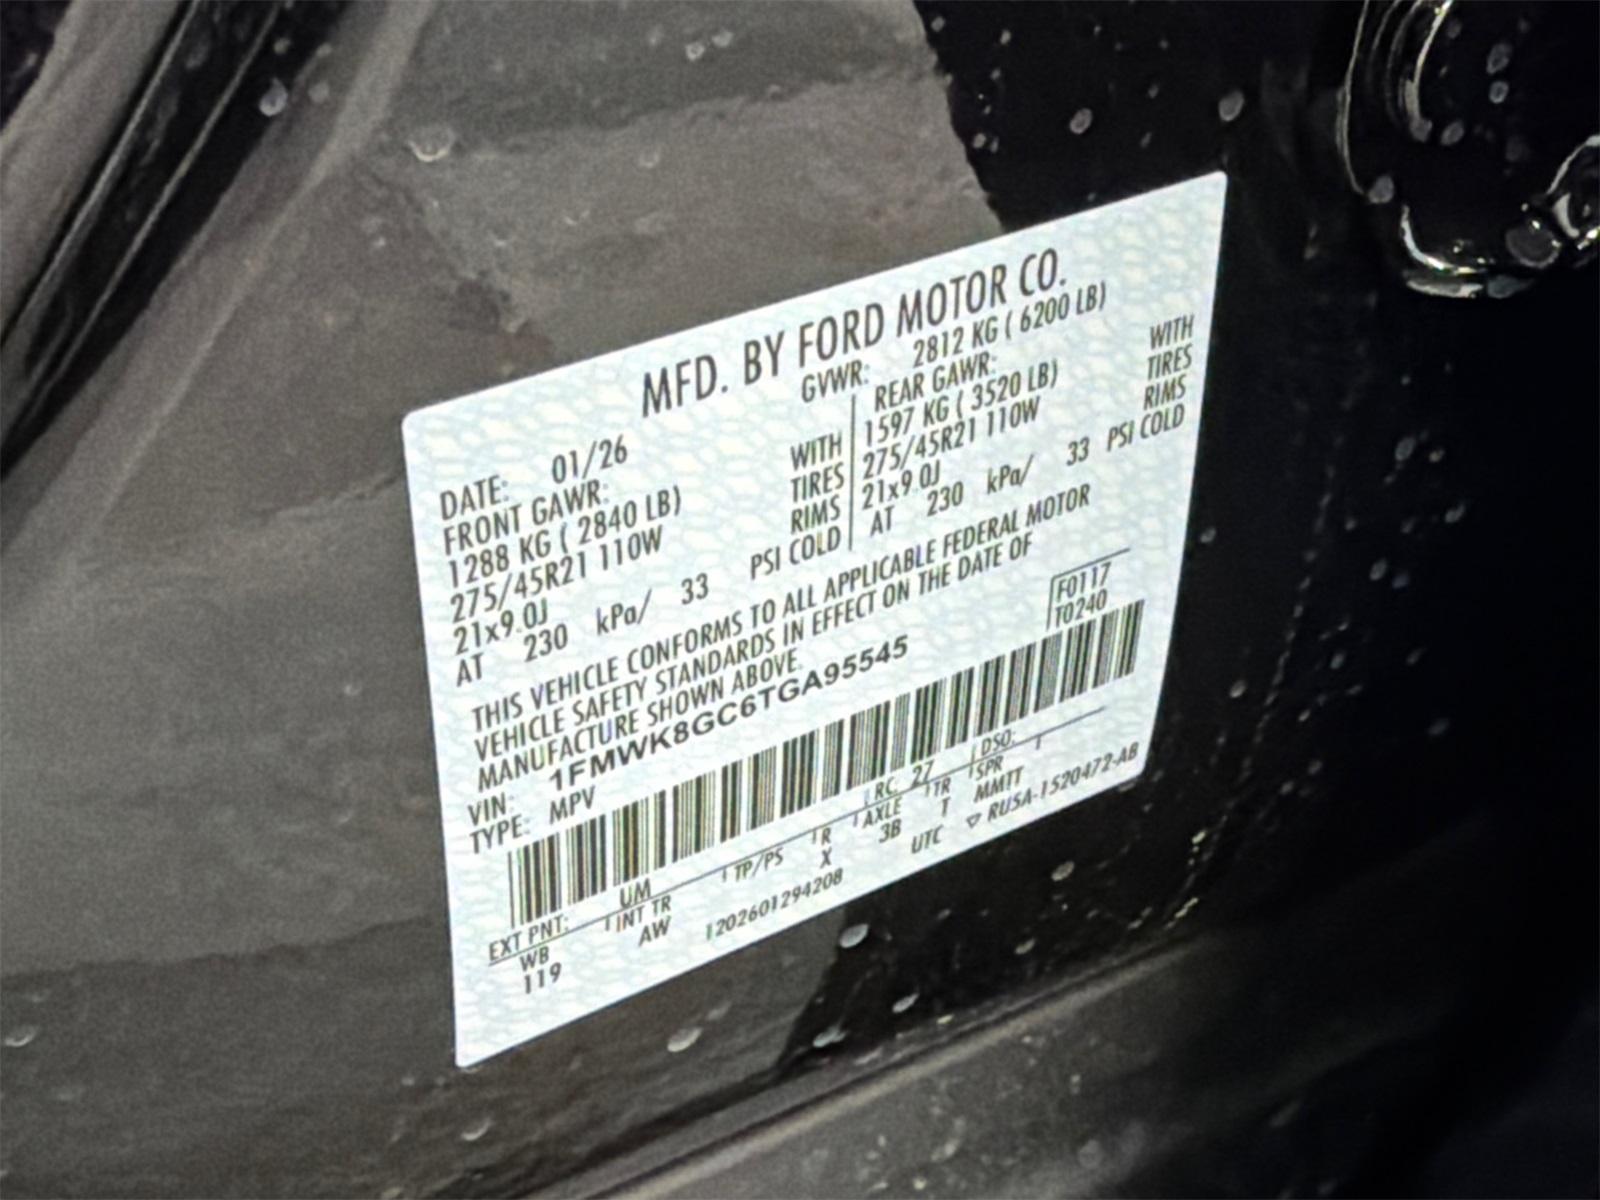 MFD. BY FORD MOTOR CO.
DATE: 01/26 GVWR: 2812 KG ( 6200 LB)
FRONT GAWR: REAR GAWR:
1288 KG ( 2840 LB) WITH 1597 KG ( 3520 LB) WITH
275/45R21 110W TIRES 275/45R21 110W TIRES
21x9.0J RIMS 21x9.0J RIMS
AT 230 kPa/ 33 PSI COLD AT 230 kPa/ 33 PSI COLD
THIS VEHICLE CONFORMS TO ALL APPLICABLE FEDERAL MOTOR
VEHICLE SAFETY STANDARDS IN EFFECT ON THE DATE OF
MANUFACTURE SHOWN ABOVE.
VIN: 1FMWK8GC6TGA95545 F0117
TYPE: MPV T0240
EXT PNT: UM RC: 27 DSO:
WB INT TR TP/PS R AXLE TR SPR
119 AW X 3B T MMTT
1202601294208 UTC ▽ RU5A-1520472-AB